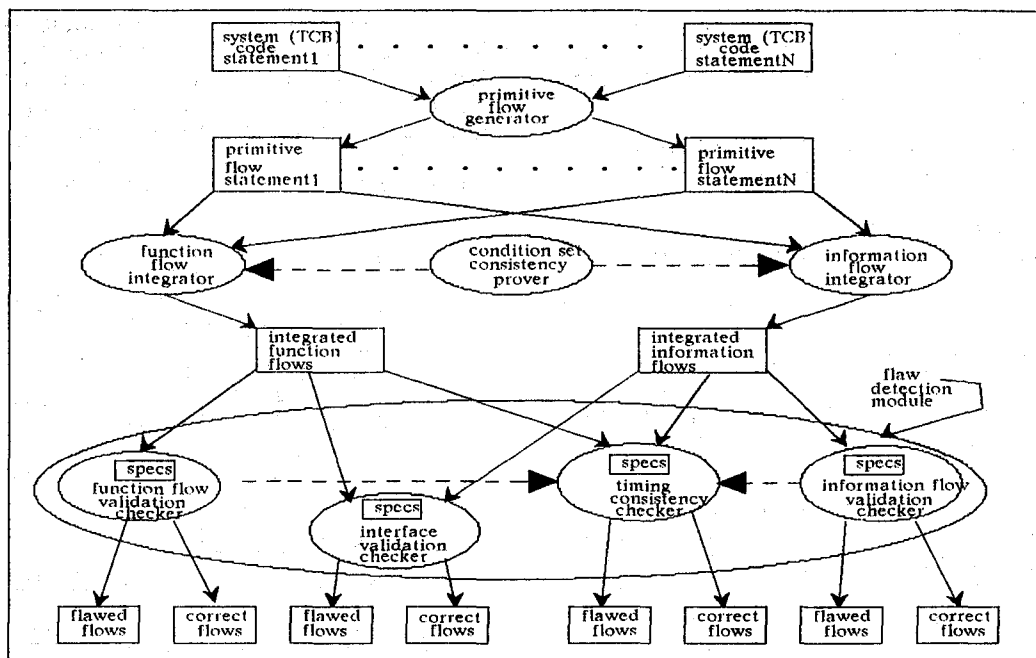 system (TCB)
code
statement1
system (TCB)
code
statementN
primitive
flow
generator
primitive
flow
statement1
primitive
flow
statementN
function
flow
integrator
condition set
consistency
prover
information
flow
integrator
integrated
function
flows
integrated
information
flows
flaw
detection
module
specs
function flow
validation
checker
specs
interface
validation
checker
specs
timing
consistency
checker
specs
information flow
validation
checker
flawed
flows
correct
flows
flawed
flows
correct
flows
flawed
flows
correct
flows
flawed
flows
correct
flows